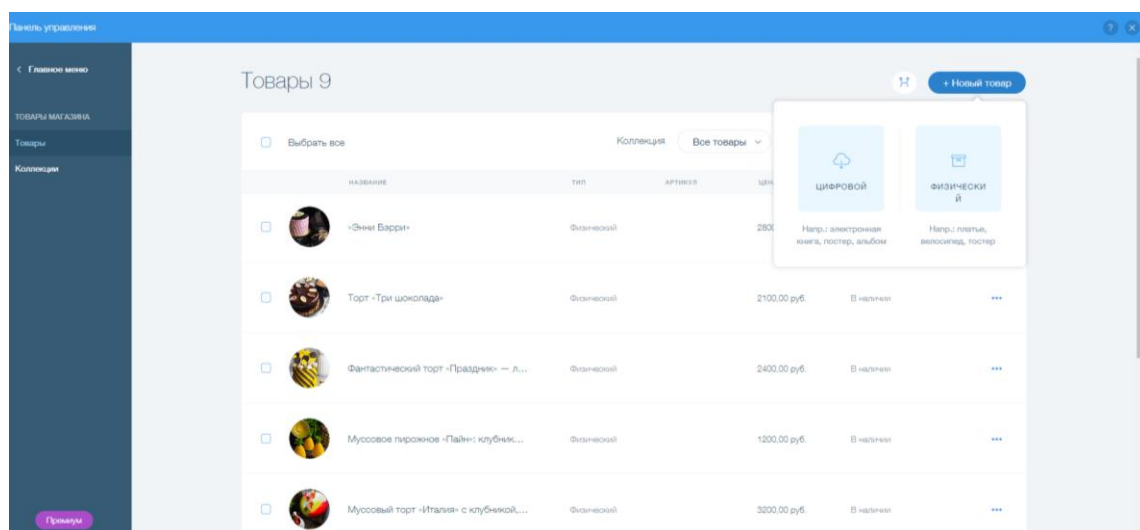 Панель управления
?
< Главное меню
ТОВАРЫ МАГАЗИНА
Товары
Коллекции
Премиум
Товары 9
+ Новый товар
Выбрать все
Коллекция
Все товары
НАЗВАНИЕ ТИП АРТИКУЛ ЦЕН
ЦИФРОВОЙ
Напр.: электронная
книга, постер, альбом
ФИЗИЧЕСКИ
Й
Напр.: платье,
велосипед, тостер
«Энни Бэрри» Физический 2800
Торт «Три шоколада» Физический 2100,00 руб. В наличии
Фантастический торт «Праздник» — л... Физический 2400,00 руб. В наличии
Муссовое пирожное «Пайн»: клубник... Физический 1200,00 руб. В наличии
Муссовый торт «Италия» с клубникой,... Физический 3200,00 руб. В наличии